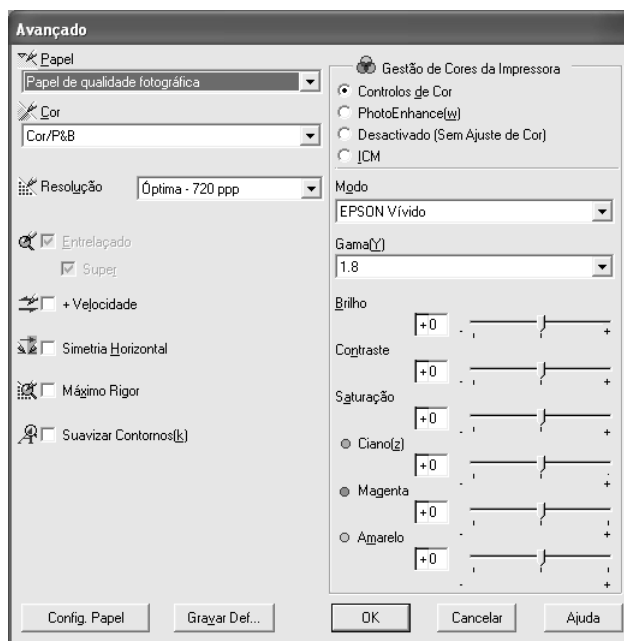 Avançado
Papel
Papel de qualidade fotográfica
Cor
Cor/P&B
Resolução Óptima - 720 ppp
Entrelaçado
Super
+ Velocidade
Simetria Horizontal
Máximo Rigor
Suavizar Contornos(k)
Gestão de Cores da Impressora
Controlos de Cor
PhotoEnhance(w)
Desactivado (Sem Ajuste de Cor)
ICM
Modo
EPSON Vívido
Gama(Y)
1.8
Brilho
+0 - +
Contraste
+0 - +
Saturação
+0 - +
Ciano(z)
+0 - +
Magenta
+0 - +
Amarelo
+0 - +
Config. Papel Gravar Def... OK Cancelar Ajuda